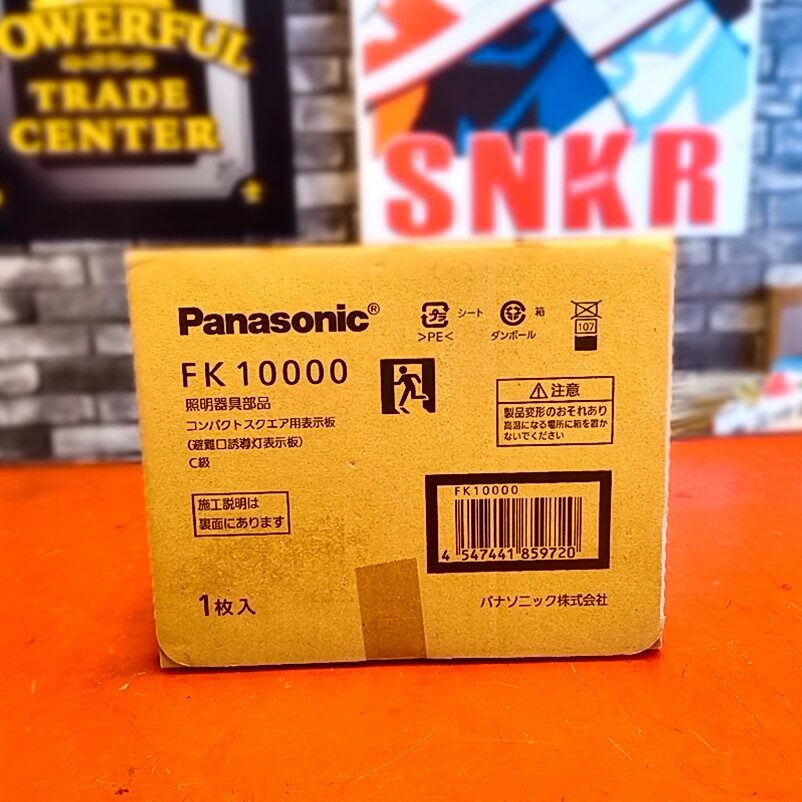 OWERFUL
TRADE
CENTER
SNKR
Panasonic®
シート
>PE<
箱
ダンボール
107
FK10000
照明器具部品
コンパクトスクエア用表示板
(避難口誘導灯表示板)
C級
⚠注意
製品変形のおそれあり
高温になる場所に箱を置か
ないでください
施工説明は
裏面にあります
FK10000
4 547441 859720
1枚入
パナソニック株式会社